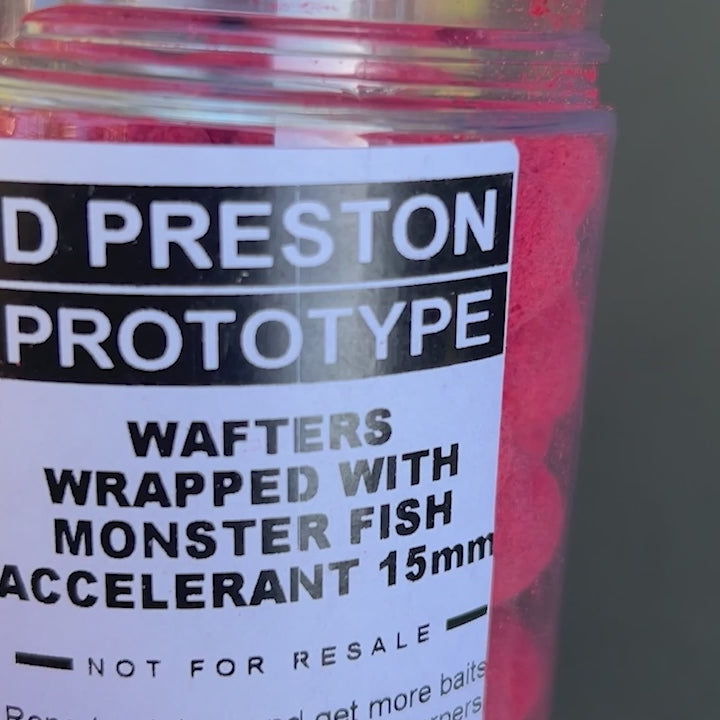 D PRESTON
PROTOTYPE
WAFTERS
WRAPPED WITH
MONSTER FISH
ACCELERANT 15mm
NOT FOR RESALE
get more baits